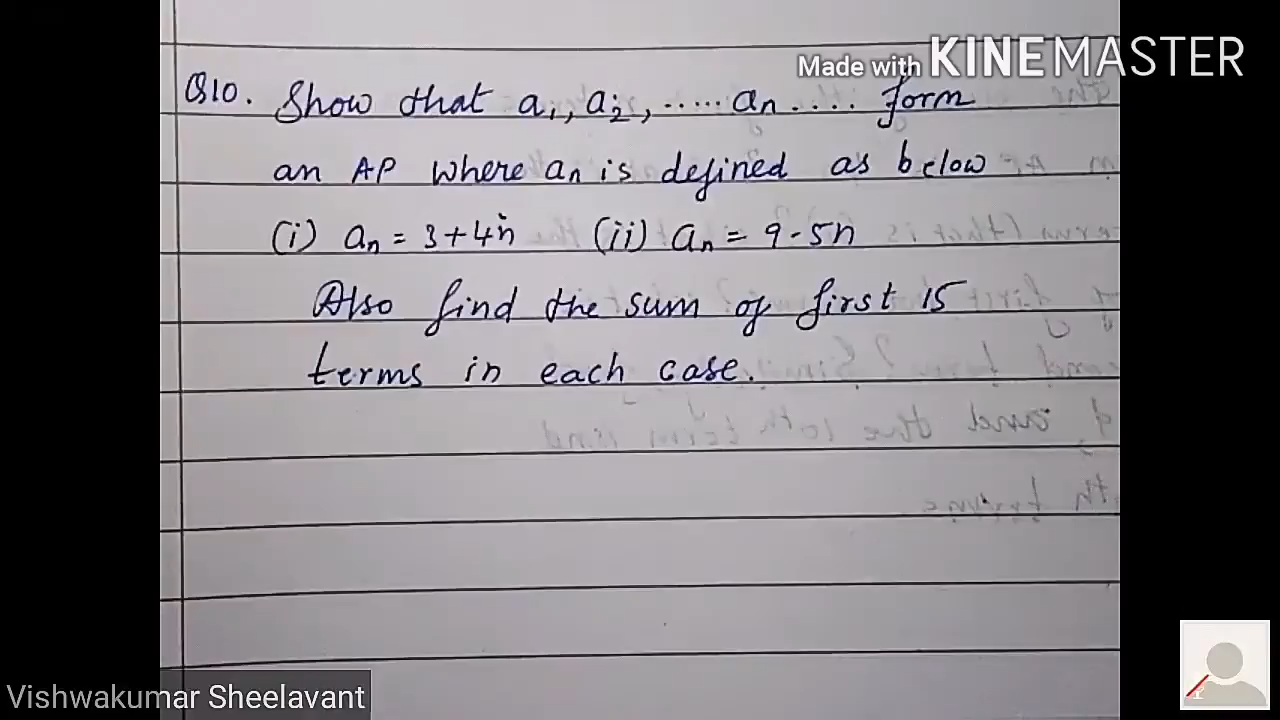 Made with KINEMASTER
Q10. Show that a₁, a₂, ..... aₙ .... form
an AP where aₙ is defined as below
(i) aₙ = 3+4n (ii) aₙ = 9-5n
Also find the sum of first 15
terms in each case.
Vishwakumar Sheelavant